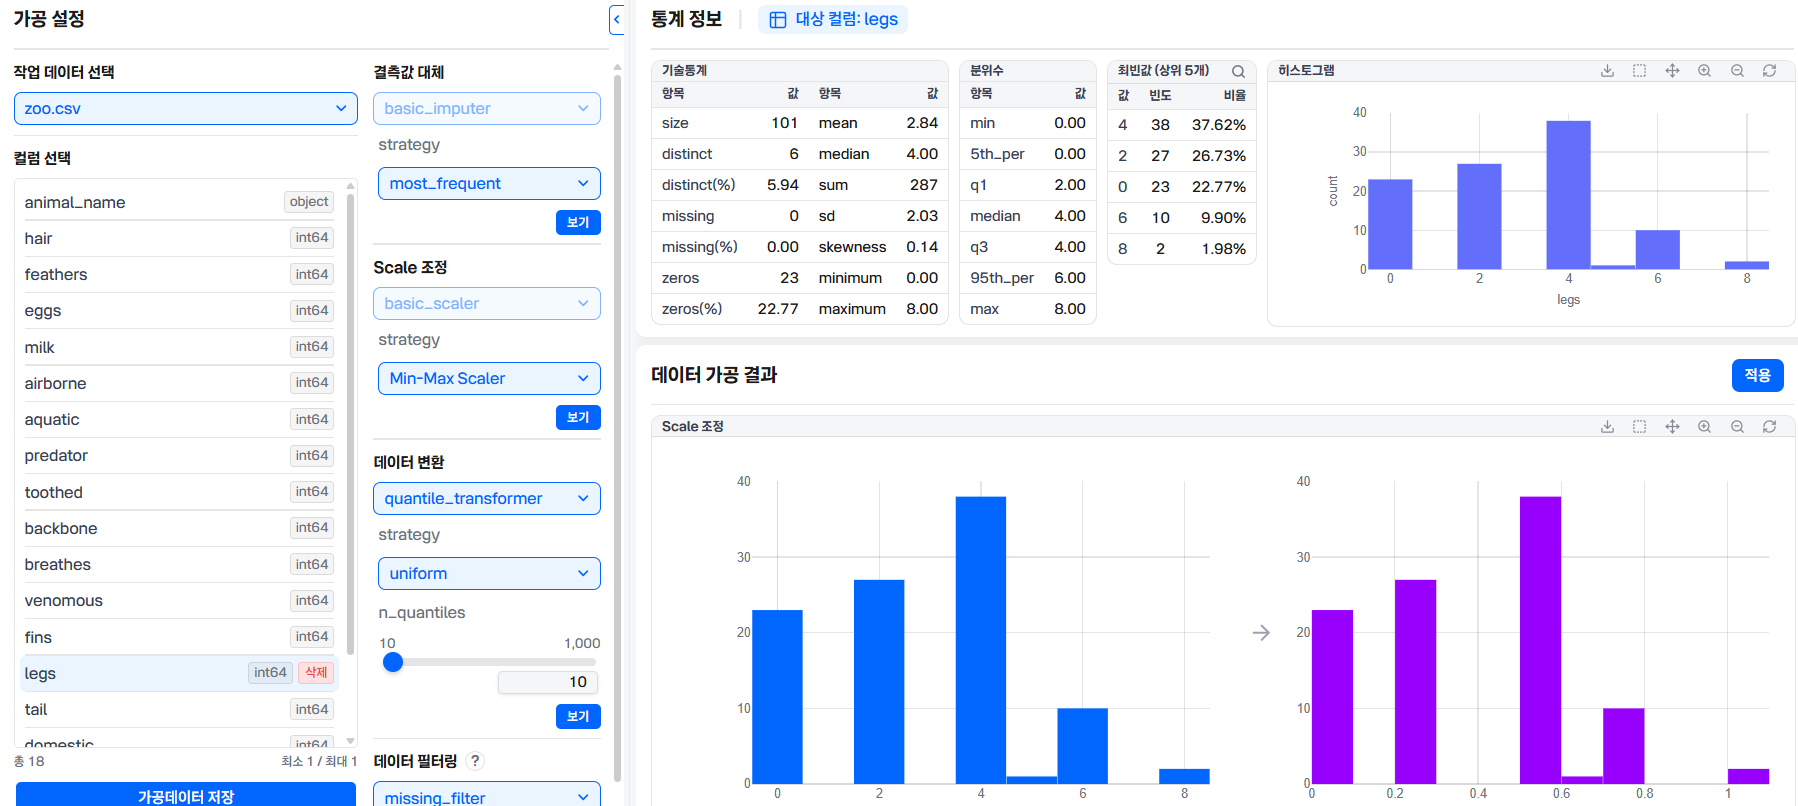 가공 설정
작업 데이터 선택
zoo.csv
컬럼 선택
animal_name object
hair int64
feathers int64
eggs int64
milk int64
airborne int64
aquatic int64
predator int64
toothed int64
backbone int64
breathes int64
venomous int64
fins int64
legs int64 삭제
tail int64
domestic int64
총 18 최소 1 / 최대 1
가공데이터 저장
결측값 대체
basic_imputer
strategy
most_frequent
보기
Scale 조정
basic_scaler
strategy
Min-Max Scaler
보기
데이터 변환
quantile_transformer
strategy
uniform
n_quantiles
10 1,000
10
보기
데이터 필터링 ?
missing_filter
통계 정보 대상 컬럼: legs
기술통계
항목 값 항목 값
size 101 mean 2.84
distinct 6 median 4.00
distinct(%) 5.94 sum 287
missing 0 sd 2.03
missing(%) 0.00 skewness 0.14
zeros 23 minimum 0.00
zeros(%) 22.77 maximum 8.00
분위수
항목 값
min 0.00
5th_per 0.00
q1 2.00
median 4.00
q3 4.00
95th_per 6.00
max 8.00
최빈값 (상위 5개)
값 빈도 비율
4 38 37.62%
2 27 26.73%
0 23 22.77%
6 10 9.90%
8 2 1.98%
히스토그램
40
30
20
10
0
count
0 2 4 6 8
legs
데이터 가공 결과 적용
Scale 조정
40
30
20
10
0
0 2 4 6 8
40
30
20
10
0
0 0.2 0.4 0.6 0.8 1